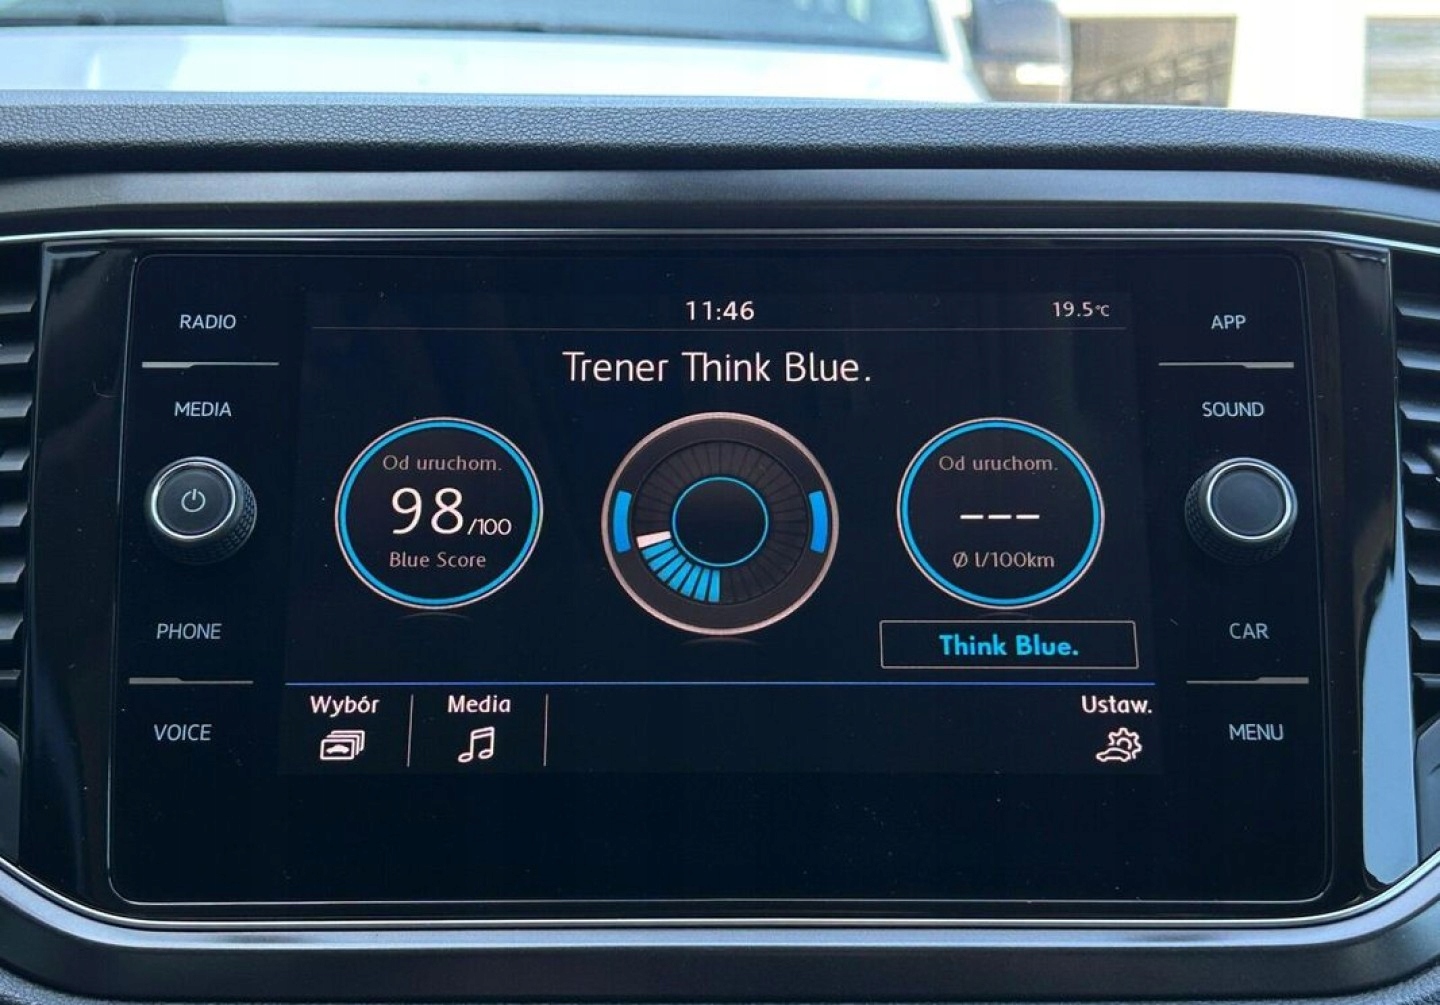 11:46
19.5°C
RADIO
APP
Trener Think Blue.
MEDIA
SOUND
Od uruchom.
98/100
Blue Score
Od uruchom.
---
Ø l/100km
PHONE
CAR
Think Blue.
VOICE
MENU
Wybór
Media
Ustaw.